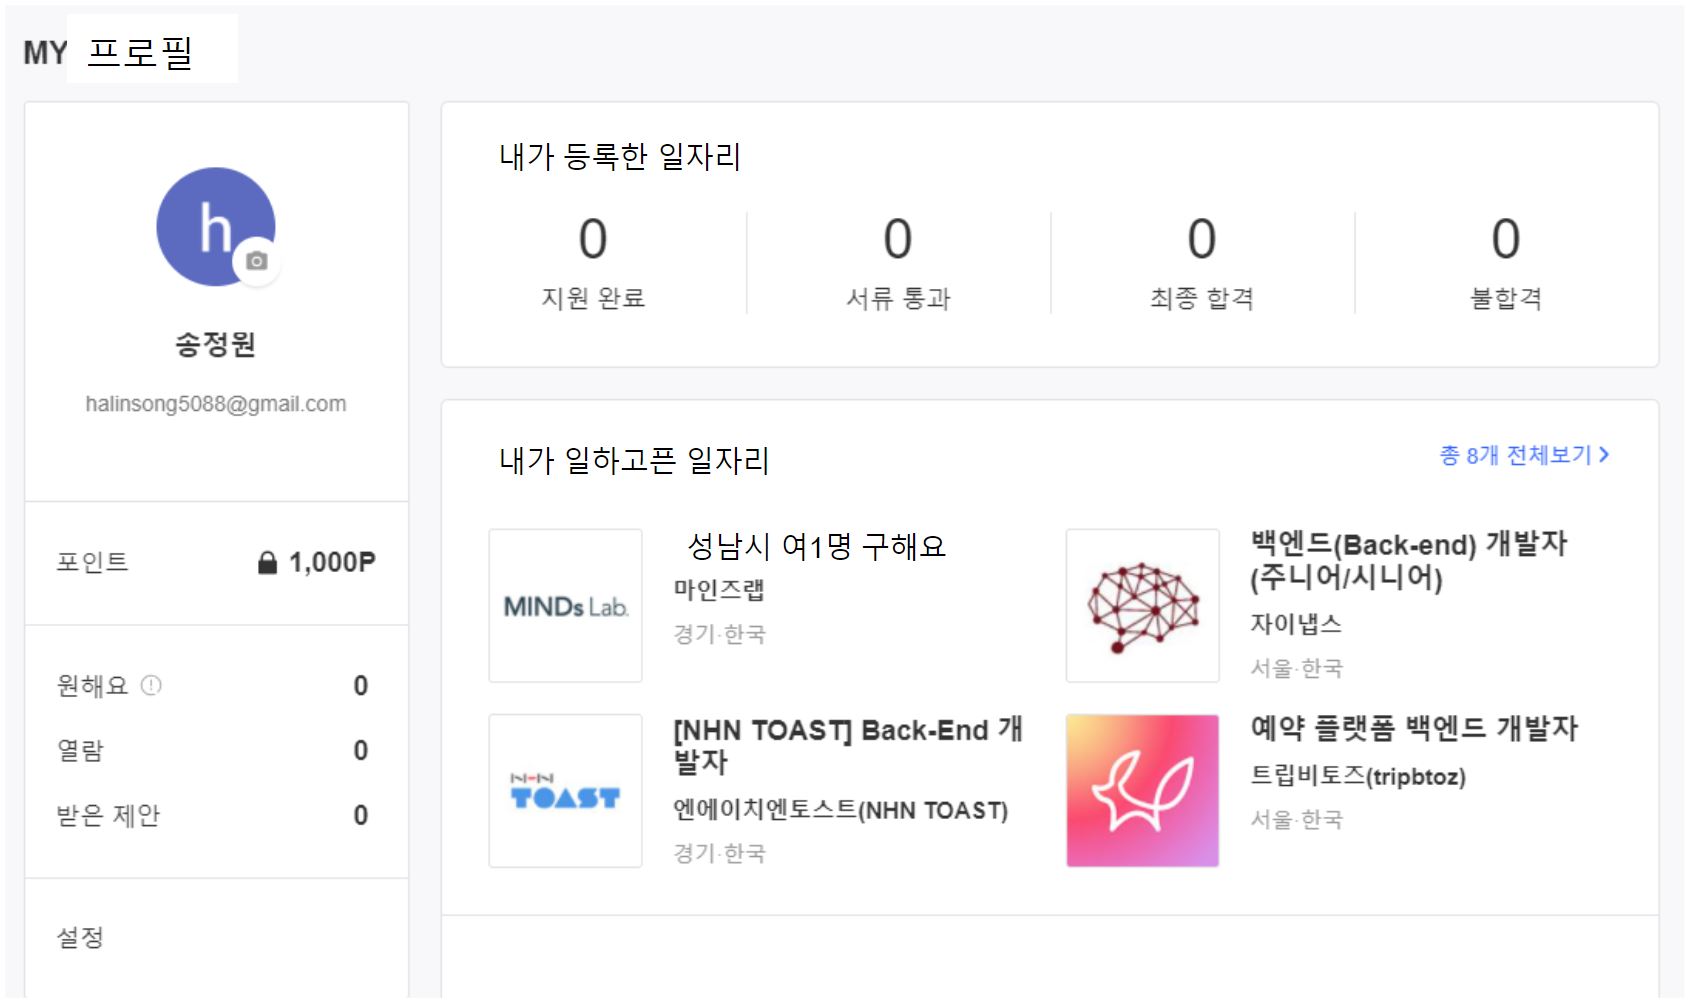 MY 프로필
h
송정원
halinsong5088@gmail.com
포인트 1,000P
원해요 0
열람 0
받은 제안 0
설정
내가 등록한 일자리
0 0 0 0
지원 완료 서류 통과 최종 합격 불합격
내가 일하고픈 일자리
총 8개 전체보기 >
MINDs Lab.
성남시 여1명 구해요
마인즈랩
경기·한국
백엔드(Back-end) 개발자
(주니어/시니어)
자이냅스
서울·한국
NHN
TOAST
[NHN TOAST] Back-End 개
발자
엔에이치엔토스트(NHN TOAST)
경기·한국
예약 플랫폼 백엔드 개발자
트립비토즈(tripbtoz)
서울·한국